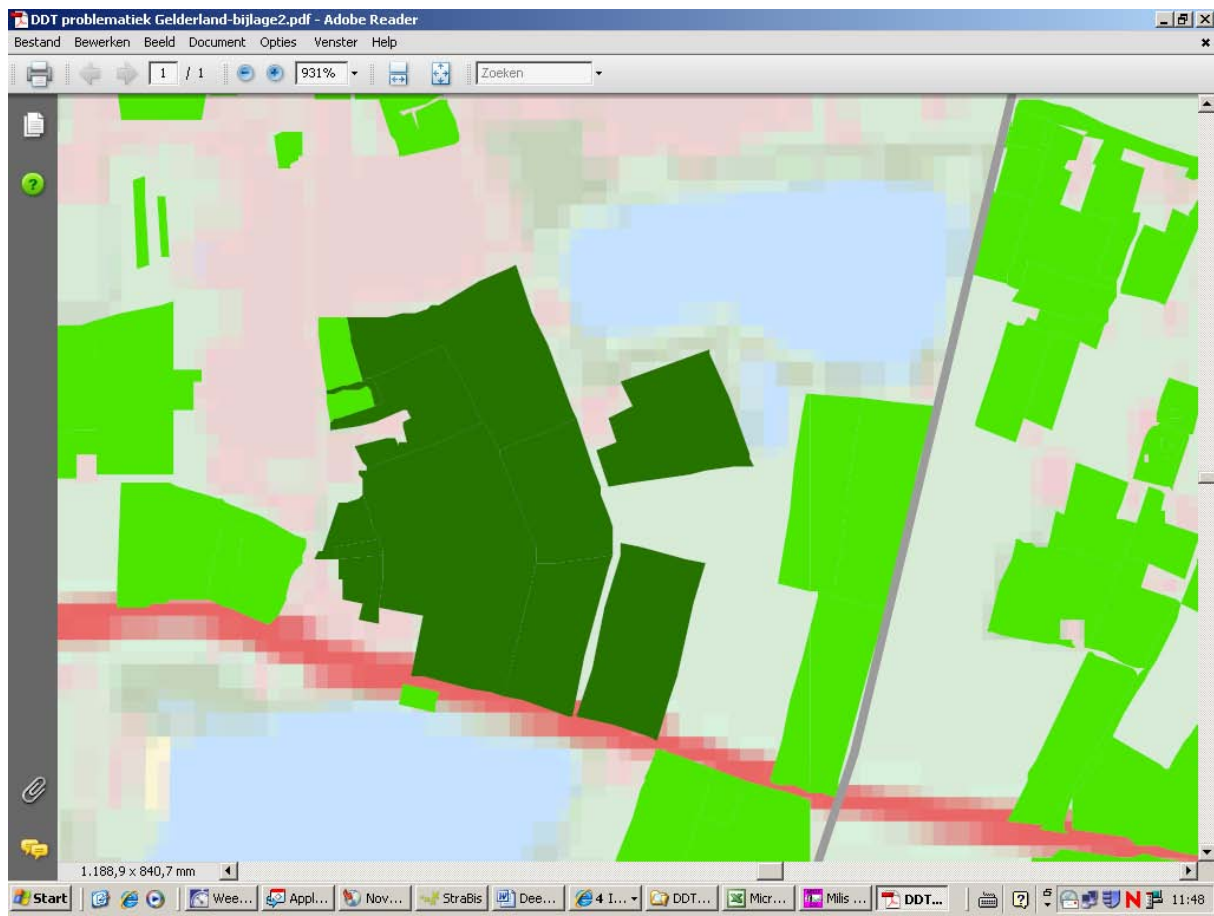 DDT problematiek Gelderland-bijlage2.pdf - Adobe Reader
Bestand Bewerken Beeld Document Opties Venster Help
1 / 1 931% Zoeken
?
1.188,9 x 840,7 mm
Start Wee... Appl... Nov... StraBis Dee... 4 I... DDT... Micr... Milis ... DDT... 11:48